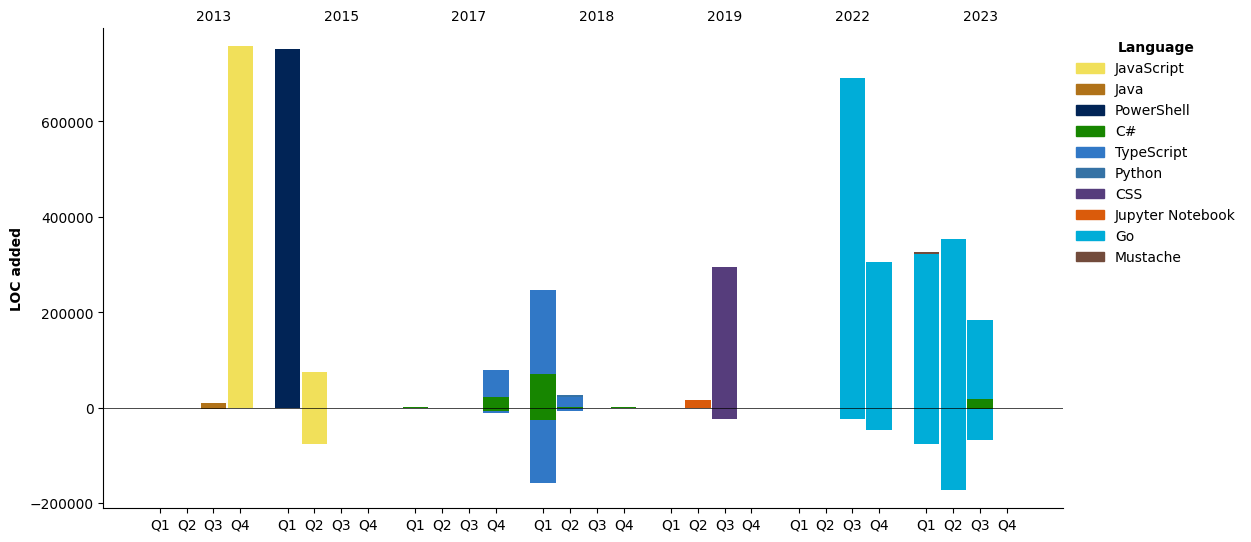 2013 2015 2017 2018 2019 2022 2023
Language
JavaScript
Java
PowerShell
C#
TypeScript
Python
CSS
Jupyter Notebook
Go
Mustache
LOC added
600000
400000
200000
0
−200000
Q1 Q2 Q3 Q4 Q1 Q2 Q3 Q4 Q1 Q2 Q3 Q4 Q1 Q2 Q3 Q4 Q1 Q2 Q3 Q4 Q1 Q2 Q3 Q4 Q1 Q2 Q3 Q4